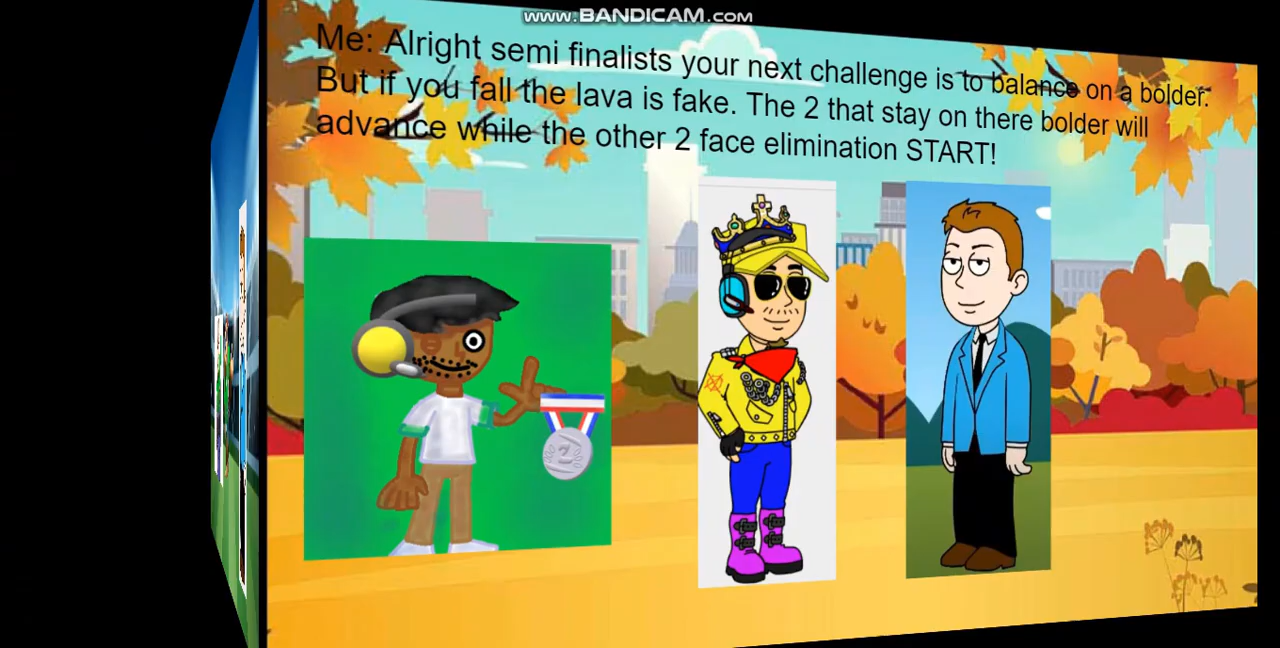 www.BANDICAM.com
Me: Alright semi finalists your next challenge is to balance on a bolder.
But if you fall the lava is fake. The 2 that stay on there bolder will
advance while the other 2 face elimination START!
2